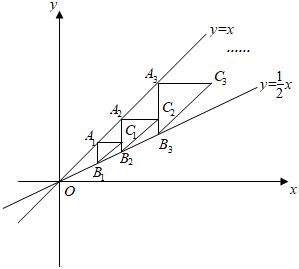 y
y=x
......
A₃
C₃
y=1/2x
A₂
C₂
A₁
C₁
B₃
B₂
B₁
O
x